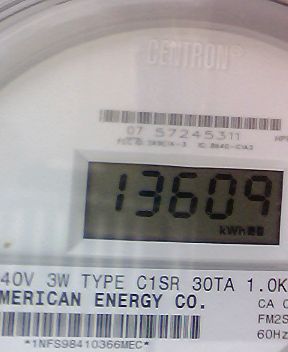 CENTRON®
07 57245311
13609
kWh
40V 3W TYPE C1SR 30TA 1.0K
MERICAN ENERGY CO.
CA 0
FM2S
60Hz
*1NFS98410366MEC*